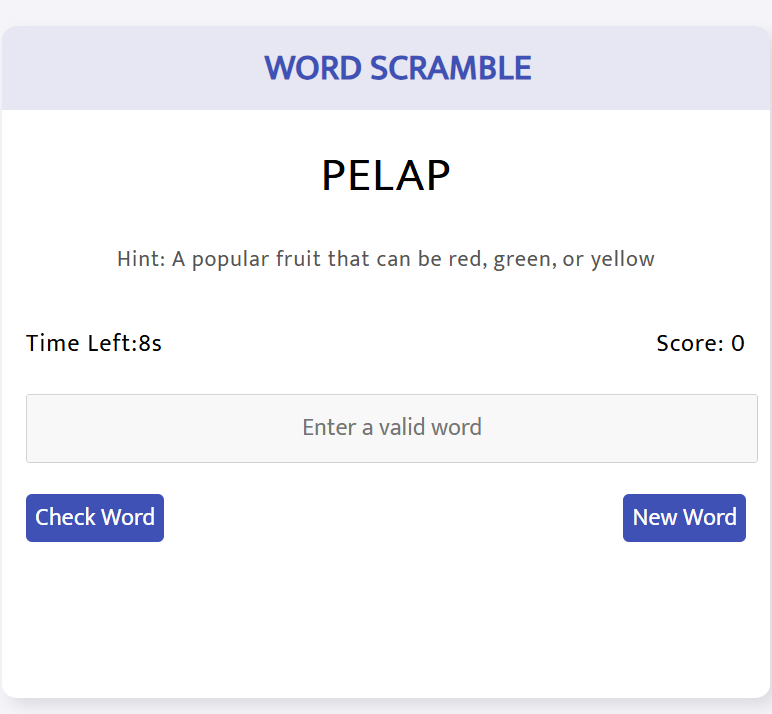 WORD SCRAMBLE
PELAP
Hint: A popular fruit that can be red, green, or yellow
Time Left:8s
Score: 0
Enter a valid word
Check Word
New Word